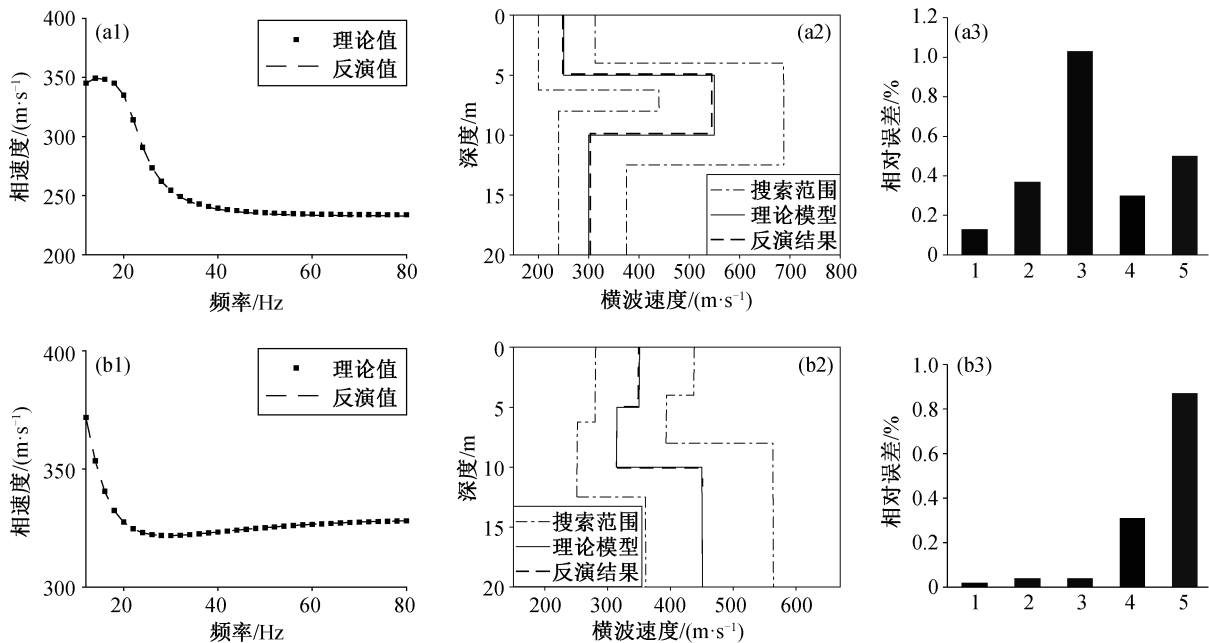 (a1)
400
350
300
250
200
相速度/(m·s⁻¹)
理论值
反演值
20
40
60
80
频率/Hz
(a2)
0
5
10
15
20
深度/m
搜索范围
理论模型
反演结果
200
300
400
500
600
700
800
横波速度/(m·s⁻¹)
(a3)
1.2
1.0
0.8
0.6
0.4
0.2
0
相对误差/%
1
2
3
4
5
(b1)
400
350
300
相速度/(m·s⁻¹)
理论值
反演值
20
40
60
80
频率/Hz
(b2)
0
5
10
15
20
深度/m
搜索范围
理论模型
反演结果
200
300
400
500
600
横波速度/(m·s⁻¹)
(b3)
1.0
0.8
0.6
0.4
0.2
0
相对误差/%
1
2
3
4
5